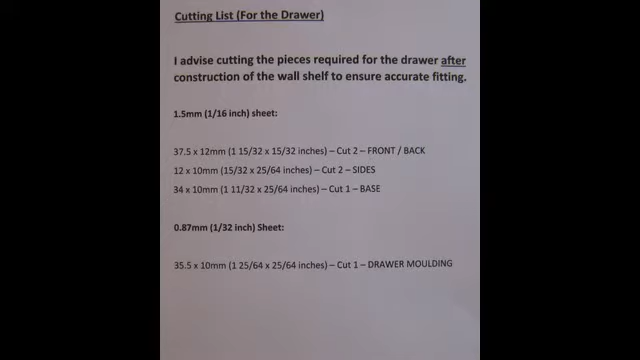 Cutting List (For the Drawer)
I advise cutting the pieces required for the drawer after
construction of the wall shelf to ensure accurate fitting.
1.5mm (1/16 inch) sheet:
37.5 x 12mm (1 15/32 x 15/32 inches) – Cut 2 – FRONT / BACK
12 x 10mm (15/32 x 25/64 inches) – Cut 2 – SIDES
34 x 10mm (1 11/32 x 25/64 inches) – Cut 1 – BASE
0.87mm (1/32 inch) Sheet:
35.5 x 10mm (1 25/64 x 25/64 inches) – Cut 1 – DRAWER MOULDING